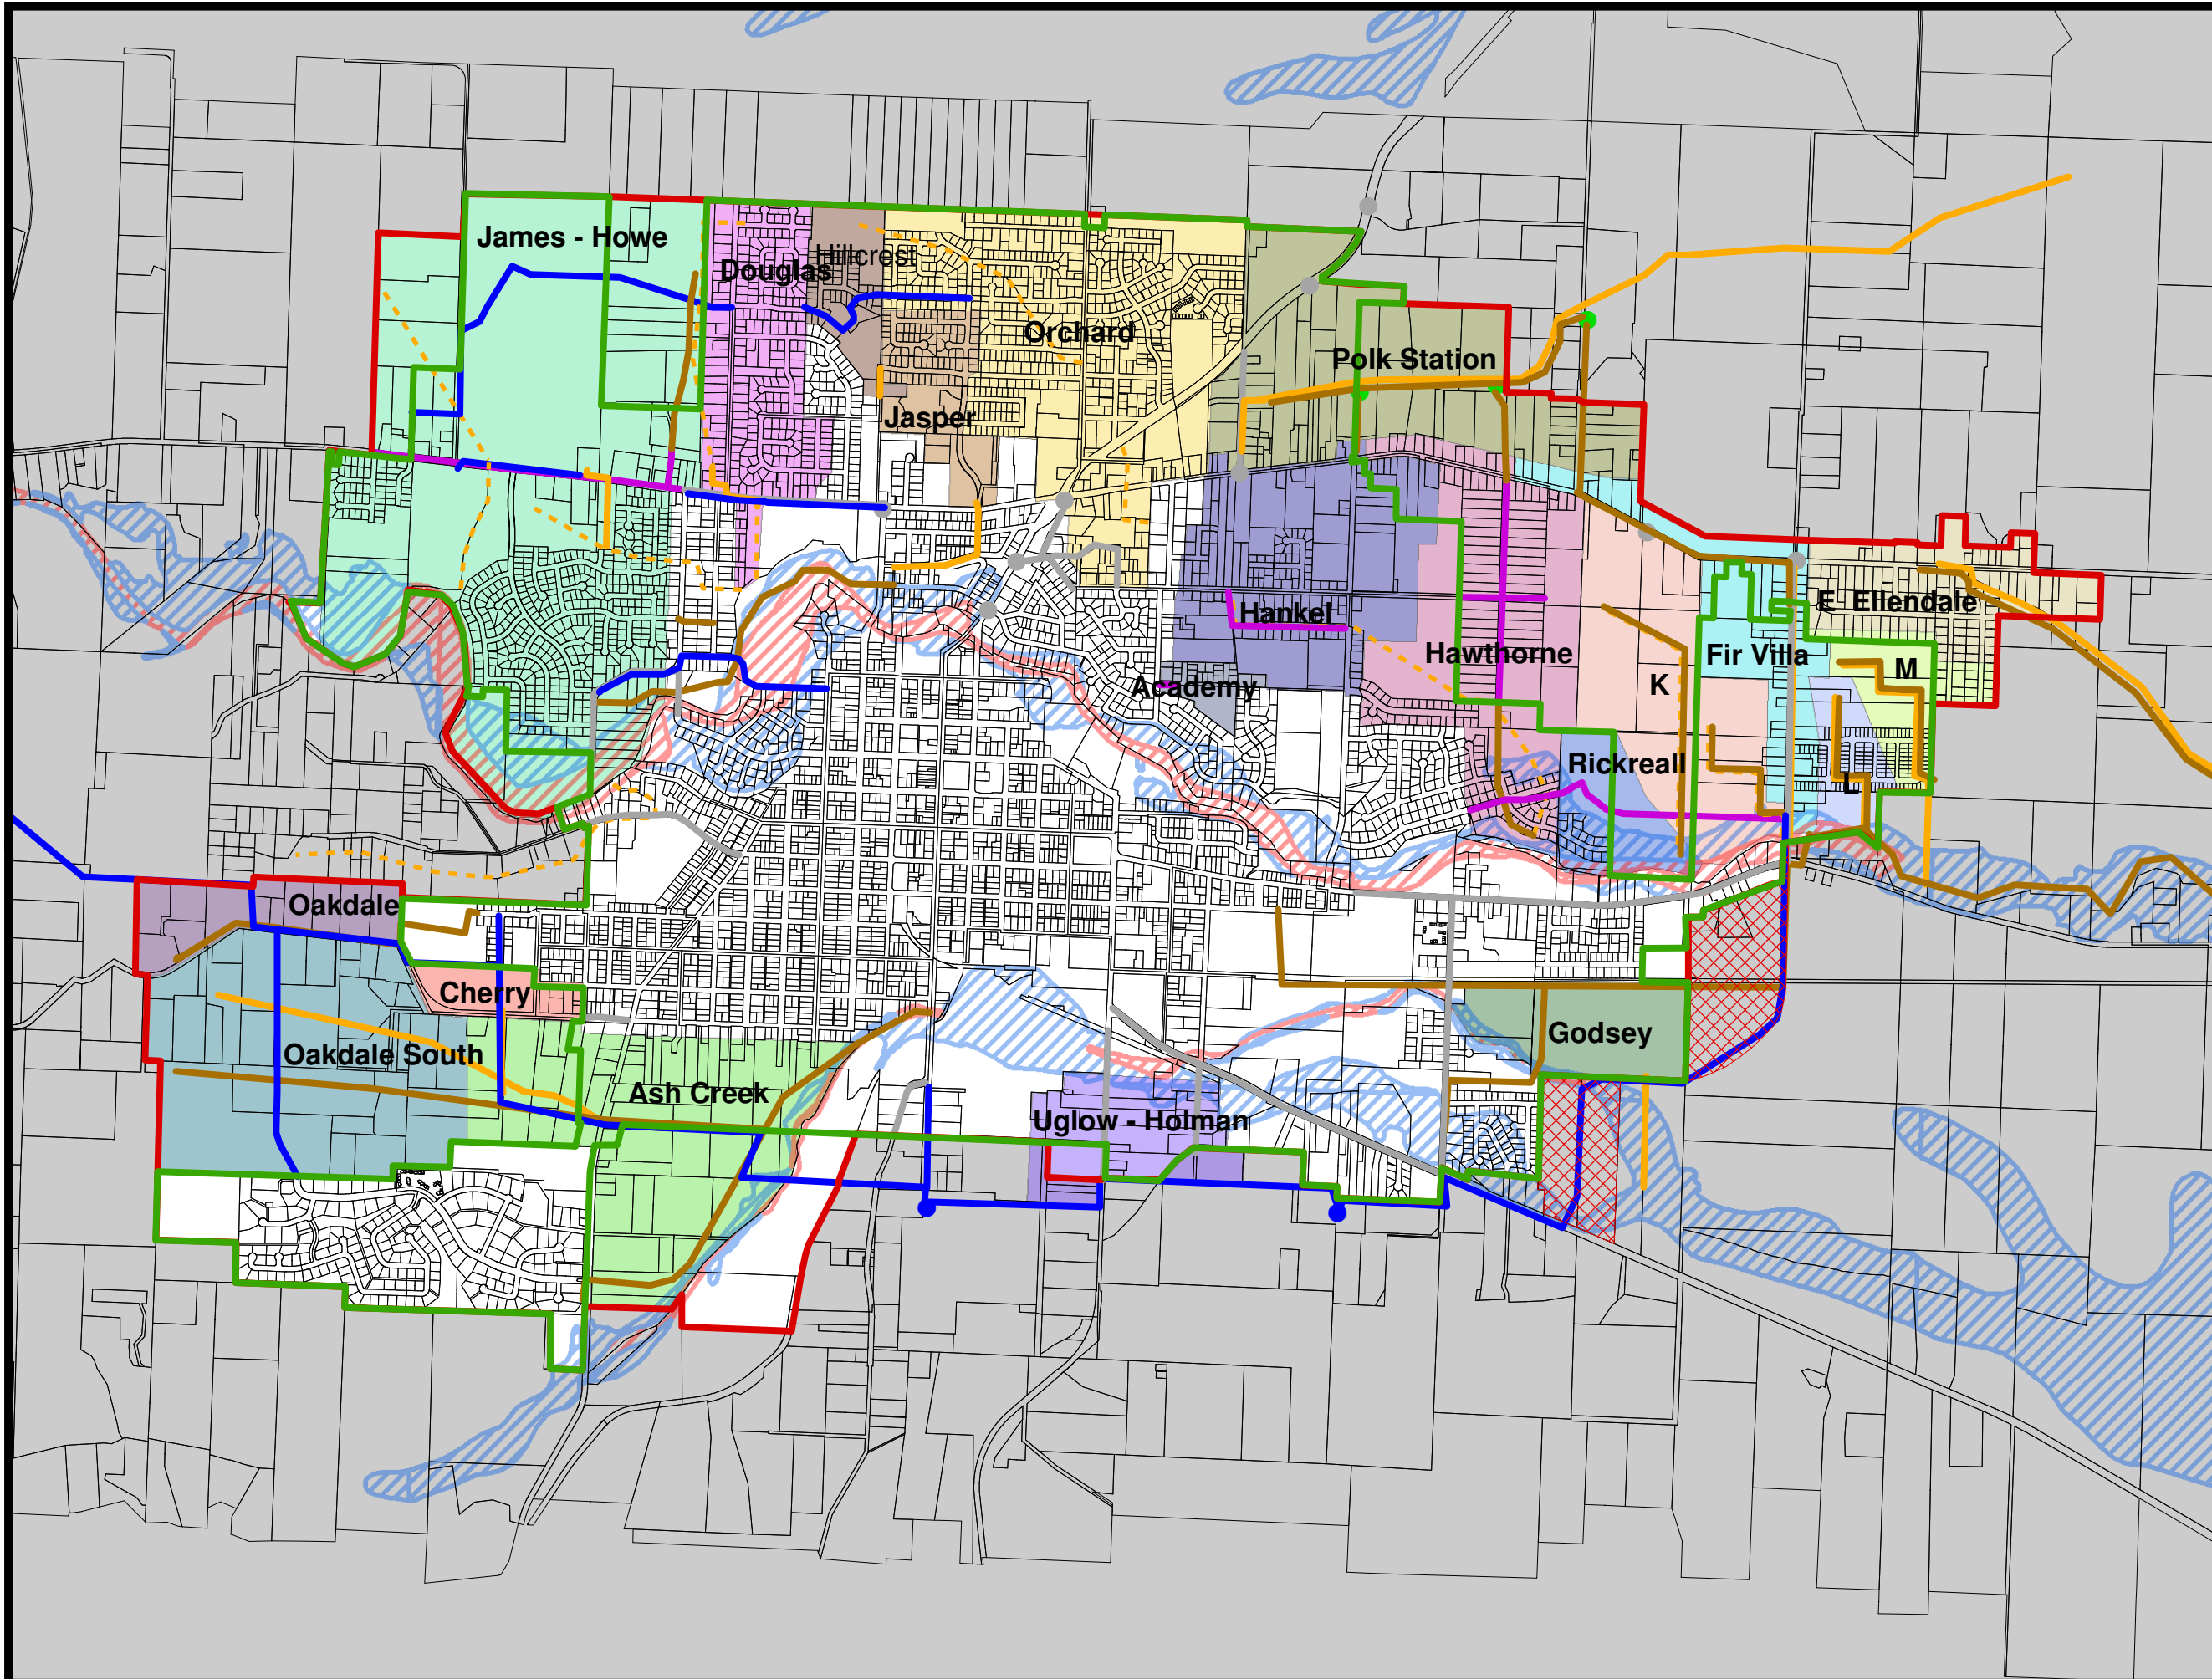 James - Howe
Hillcrest
Douglas
Orchard
Polk Station
Jasper
E Ellendale
Hankel
Hawthorne
Fir Villa
M
K
Academy
Rickreall
L
Oakdale
Cherry
Godsey
Oakdale South
Ash Creek
Uglow - Holman